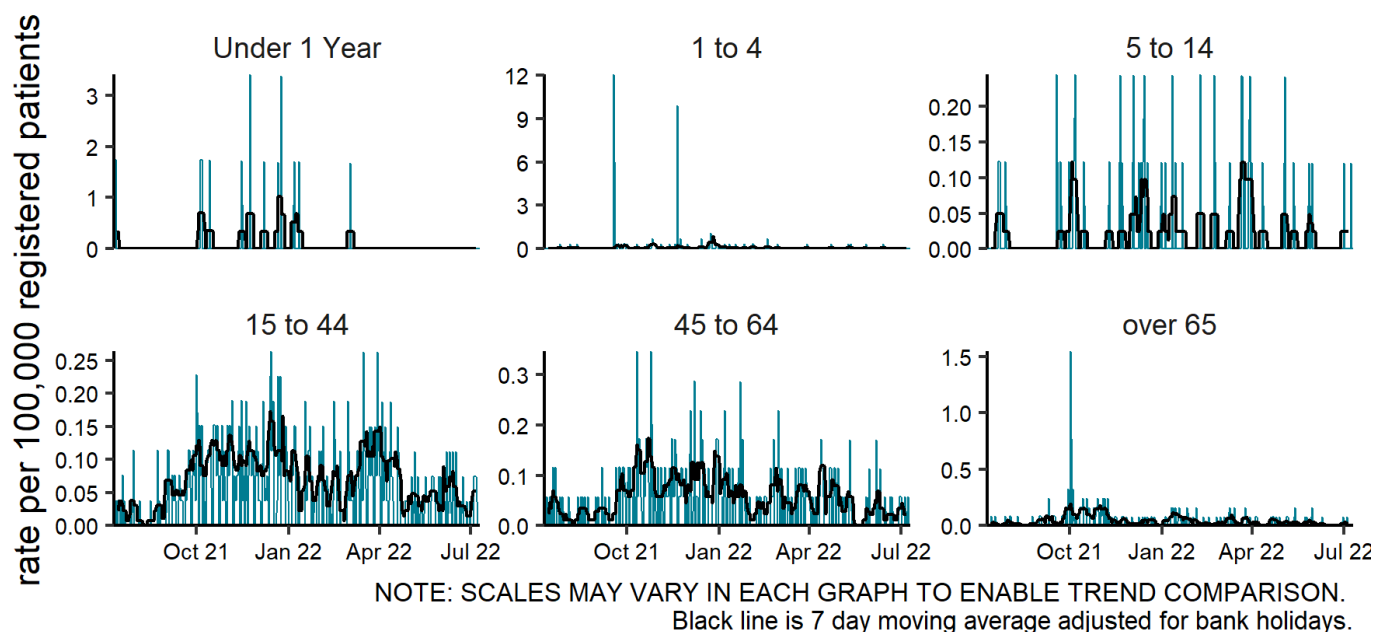 rate per 100,000 registered patients
Under 1 Year
3
2
1
0
1 to 4
12
9
6
3
0
5 to 14
0.20
0.15
0.10
0.05
0.00
15 to 44
0.25
0.20
0.15
0.10
0.05
0.00
Oct 21 Jan 22 Apr 22 Jul 22
45 to 64
0.3
0.2
0.1
0.0
Oct 21 Jan 22 Apr 22 Jul 22
over 65
1.5
1.0
0.5
0.0
Oct 21 Jan 22 Apr 22 Jul 22
NOTE: SCALES MAY VARY IN EACH GRAPH TO ENABLE TREND COMPARISON.
Black line is 7 day moving average adjusted for bank holidays.